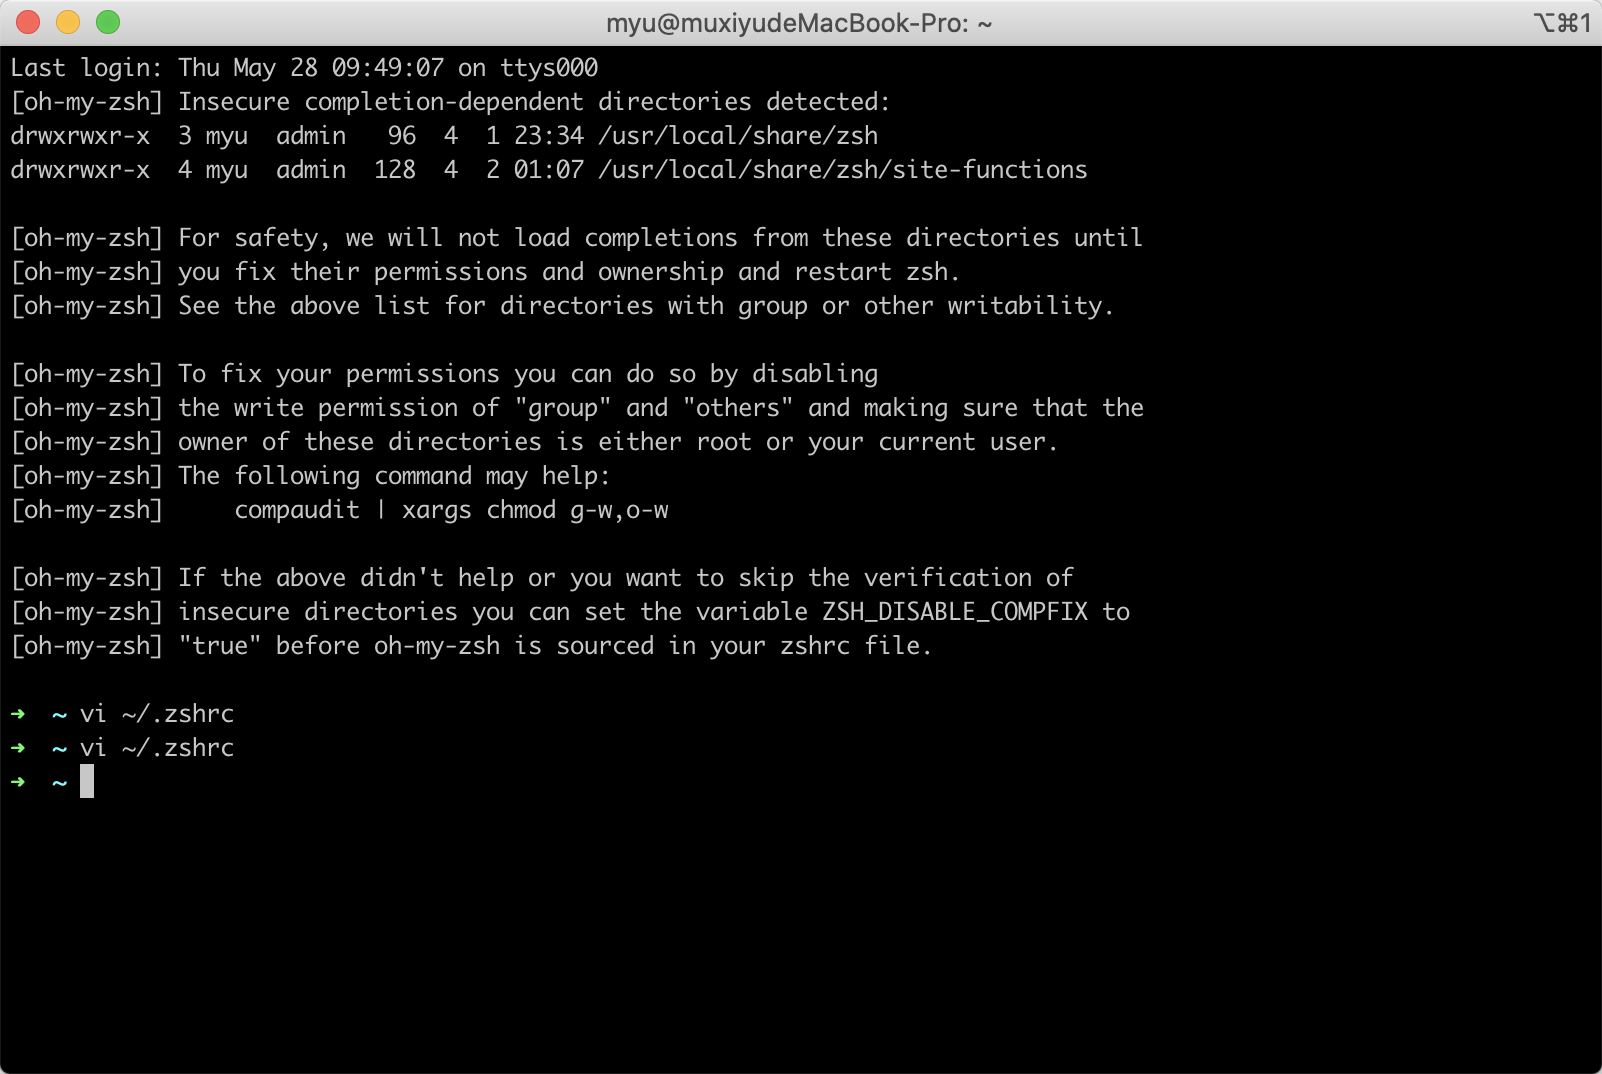 myu@muxiyudeMacBook-Pro: ~
⌥⌘1
Last login: Thu May 28 09:49:07 on ttys000
[oh-my-zsh] Insecure completion-dependent directories detected:
drwxrwxr-x  3 myu  admin   96  4  1 23:34 /usr/local/share/zsh
drwxrwxr-x  4 myu  admin  128  4  2 01:07 /usr/local/share/zsh/site-functions
[oh-my-zsh] For safety, we will not load completions from these directories until
[oh-my-zsh] you fix their permissions and ownership and restart zsh.
[oh-my-zsh] See the above list for directories with group or other writability.
[oh-my-zsh] To fix your permissions you can do so by disabling
[oh-my-zsh] the write permission of "group" and "others" and making sure that the
[oh-my-zsh] owner of these directories is either root or your current user.
[oh-my-zsh] The following command may help:
[oh-my-zsh]     compaudit | xargs chmod g-w,o-w
[oh-my-zsh] If the above didn't help or you want to skip the verification of
[oh-my-zsh] insecure directories you can set the variable ZSH_DISABLE_COMPFIX to
[oh-my-zsh] "true" before oh-my-zsh is sourced in your zshrc file.
➜  ~ vi ~/.zshrc
➜  ~ vi ~/.zshrc
➜  ~